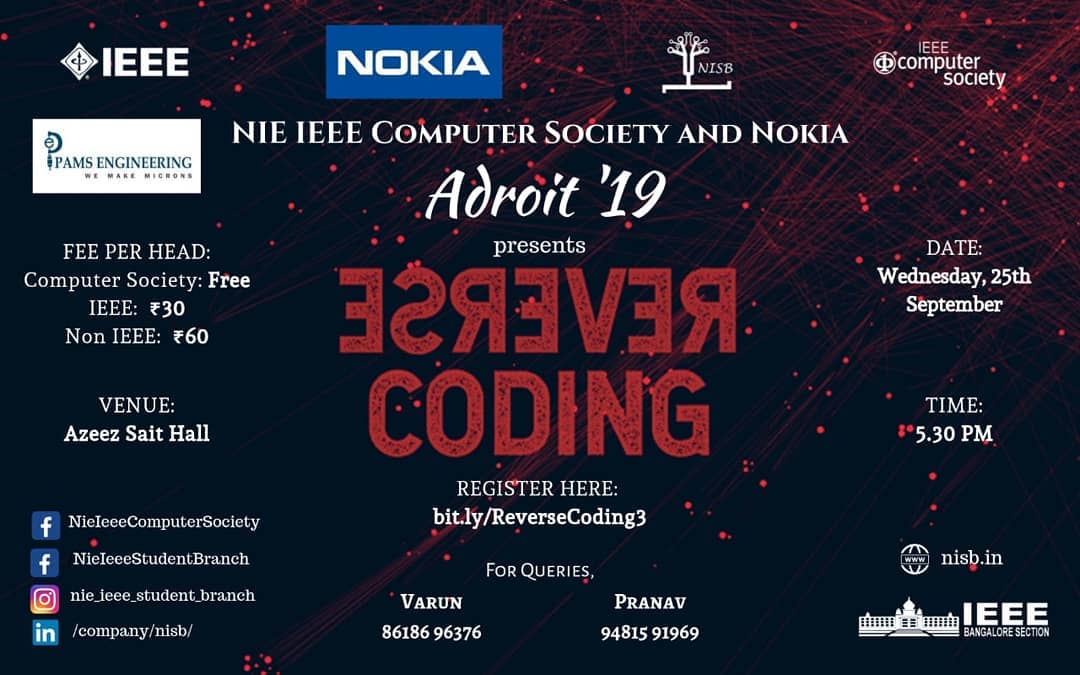 IEEE
NOKIA
NISB
IEEE
computer
society
PAMS ENGINEERING
WE MAKE MICRONS
NIE IEEE COMPUTER SOCIETY AND NOKIA
Adroit '19
presents
REVERSE
CODING
FEE PER HEAD:
Computer Society: Free
IEEE: ₹30
Non IEEE: ₹60
VENUE:
Azeez Sait Hall
DATE:
Wednesday, 25th
September
TIME:
5.30 PM
REGISTER HERE:
bit.ly/ReverseCoding3
NieIeeeComputerSociety
NieIeeeStudentBranch
nie_ieee_student_branch
/company/nisb/
FOR QUERIES,
VARUN
86186 96376
PRANAV
94815 91969
www
nisb.in
IEEE
BANGALORE SECTION